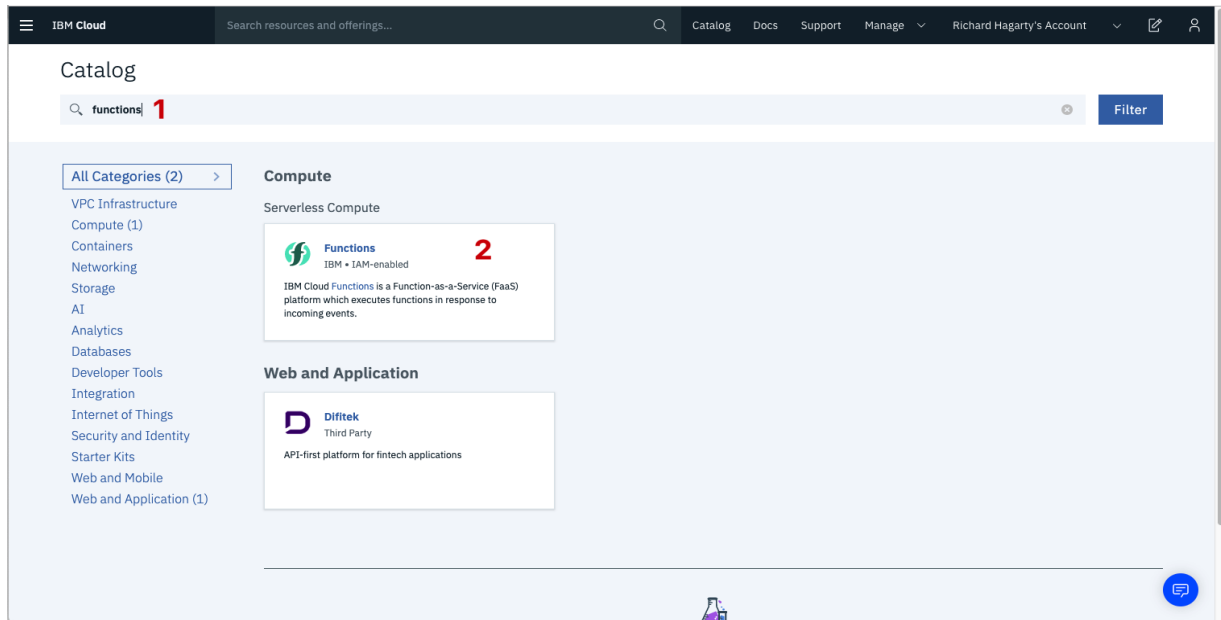 IBM Cloud
Search resources and offerings...
Catalog
Docs
Support
Manage
Richard Hagarty's Account
Catalog
functions 1
Filter
All Categories (2)
VPC Infrastructure
Compute (1)
Containers
Networking
Storage
AI
Analytics
Databases
Developer Tools
Integration
Internet of Things
Security and Identity
Starter Kits
Web and Mobile
Web and Application (1)
Compute
Serverless Compute
Functions
2
IBM • IAM-enabled
IBM Cloud Functions is a Function-as-a-Service (FaaS)
platform which executes functions in response to
incoming events.
Web and Application
Difitek
Third Party
API-first platform for fintech applications